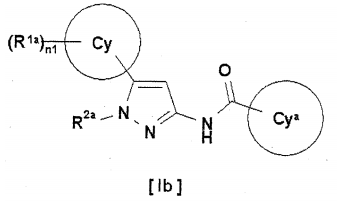 (R1a)n1 Cy
O
R2a N N N H Cya
[Ib]